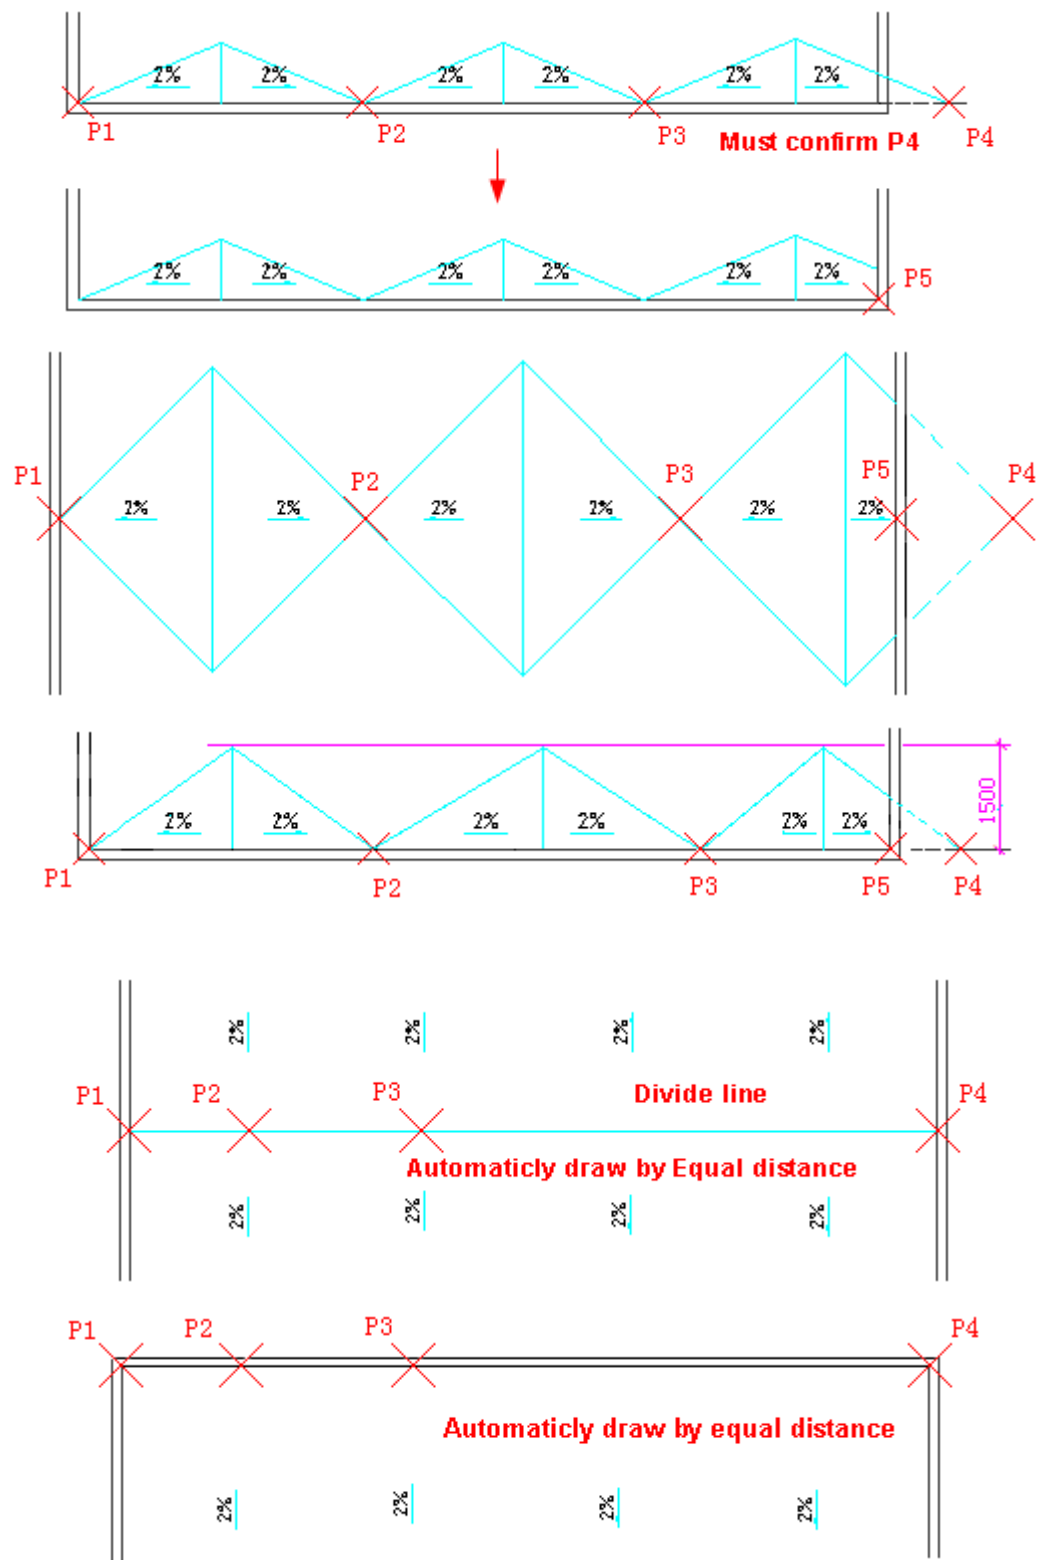 2% 2% 2% 2% 2% 2%
P1 P2 P3 Must confirm P4 P4
2% 2% 2% 2% 2% 2% P5
P1 P2 P3 P5 P4
2% 2% 2% 2% 2% 2%
1500
2% 2% 2% 2% 2% 2%
P1 P2 P3 P5 P4
2% 2% 2% 2%
P1 P2 P3 Divide line P4
Automaticly draw by Equal distance
2% 2% 2% 2%
P1 P2 P3 P4
Automaticly draw by equal distance
2% 2% 2% 2%